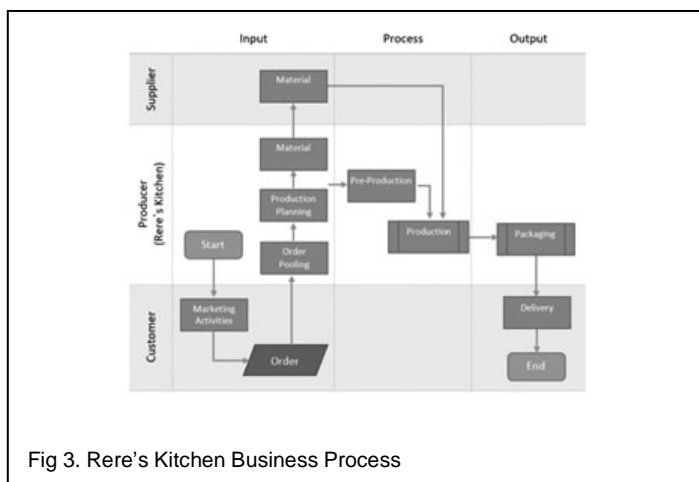 Input Process Output
Supplier
Material
Producer
(Rere`s Kitchen)
Material
Pre-Production
Production
Planning
Start
Order
Pooling
Production
Packaging
Customer
Marketing
Activities
Order
Delivery
End
Fig 3. Rere’s Kitchen Business Process